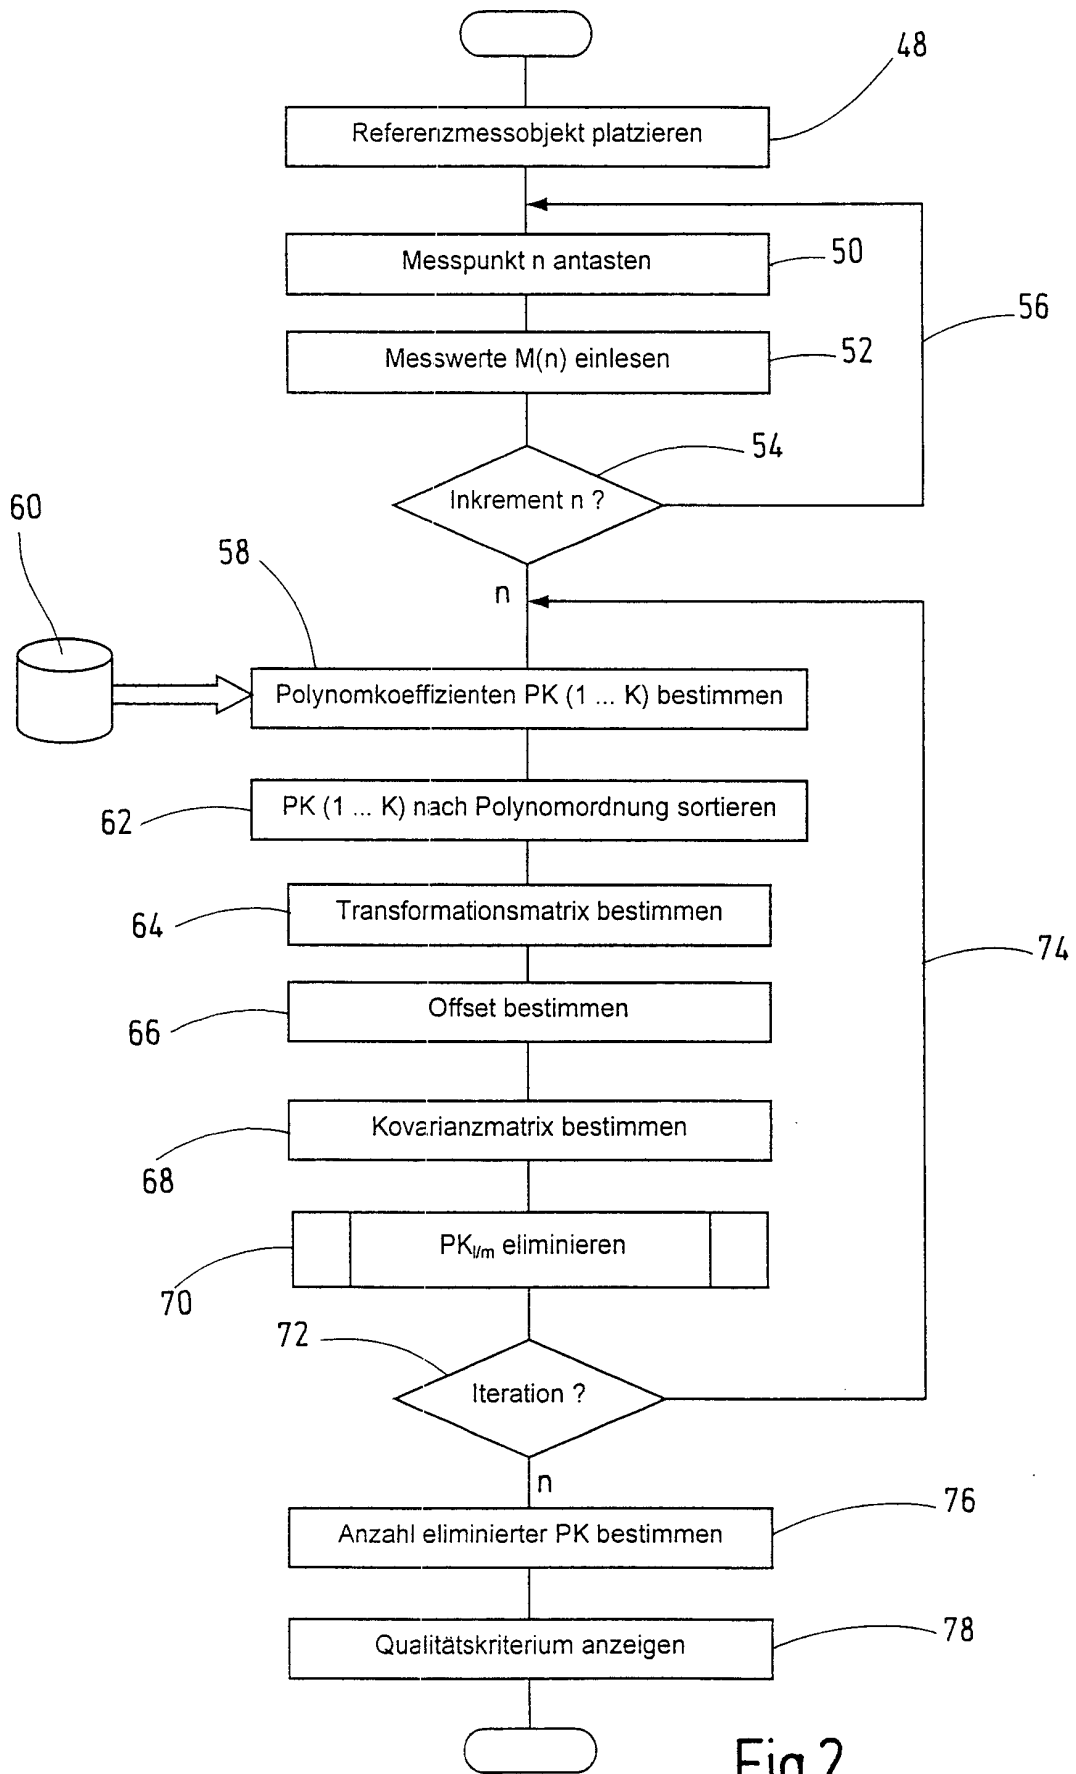 48
Referenzmessobjekt platzieren
Messpunkt n antasten
50
56
Messwerte M(n) einlesen
52
54
Inkrement n ?
60
58
n
Polynomkoeffizienten PK (1 ... K) bestimmen
PK (1 ... K) nach Polynomordnung sortieren
62
Transformationsmatrix bestimmen
64
74
Offset bestimmen
66
Kovarianzmatrix bestimmen
68
PKl/m eliminieren
70
72
Iteration ?
n
76
Anzahl eliminierter PK bestimmen
78
Qualitätskriterium anzeigen
Fig.2